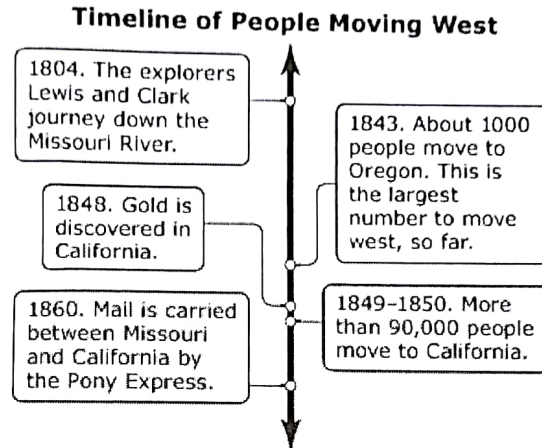 Timeline of People Moving West
1804. The explorers
Lewis and Clark
journey down the
Missouri River.
1843. About 1000
people move to
Oregon. This is
the largest
number to move
west, so far.
1848. Gold is
discovered in
California.
1849–1850. More
than 90,000 people
move to California.
1860. Mail is carried
between Missouri
and California by
the Pony Express.